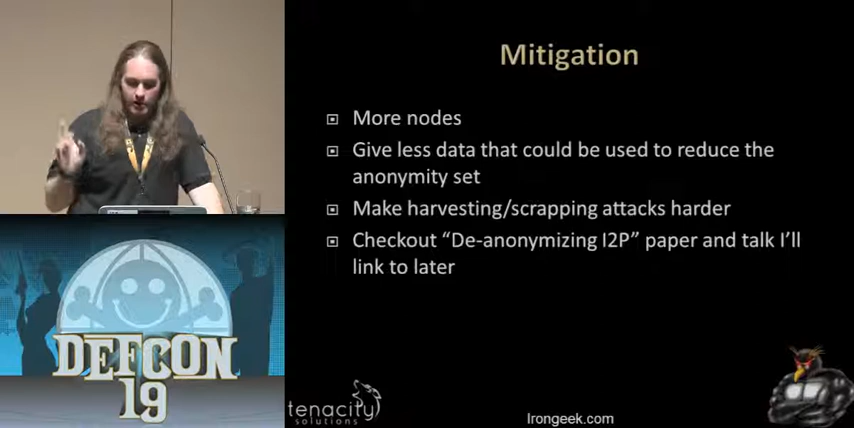 Mitigation
More nodes
Give less data that could be used to reduce the
anonymity set
Make harvesting/scrapping attacks harder
Checkout “De-anonymizing I2P” paper and talk I’ll
link to later
DEFCON
19
tenacity
solutions
Irongeek.com